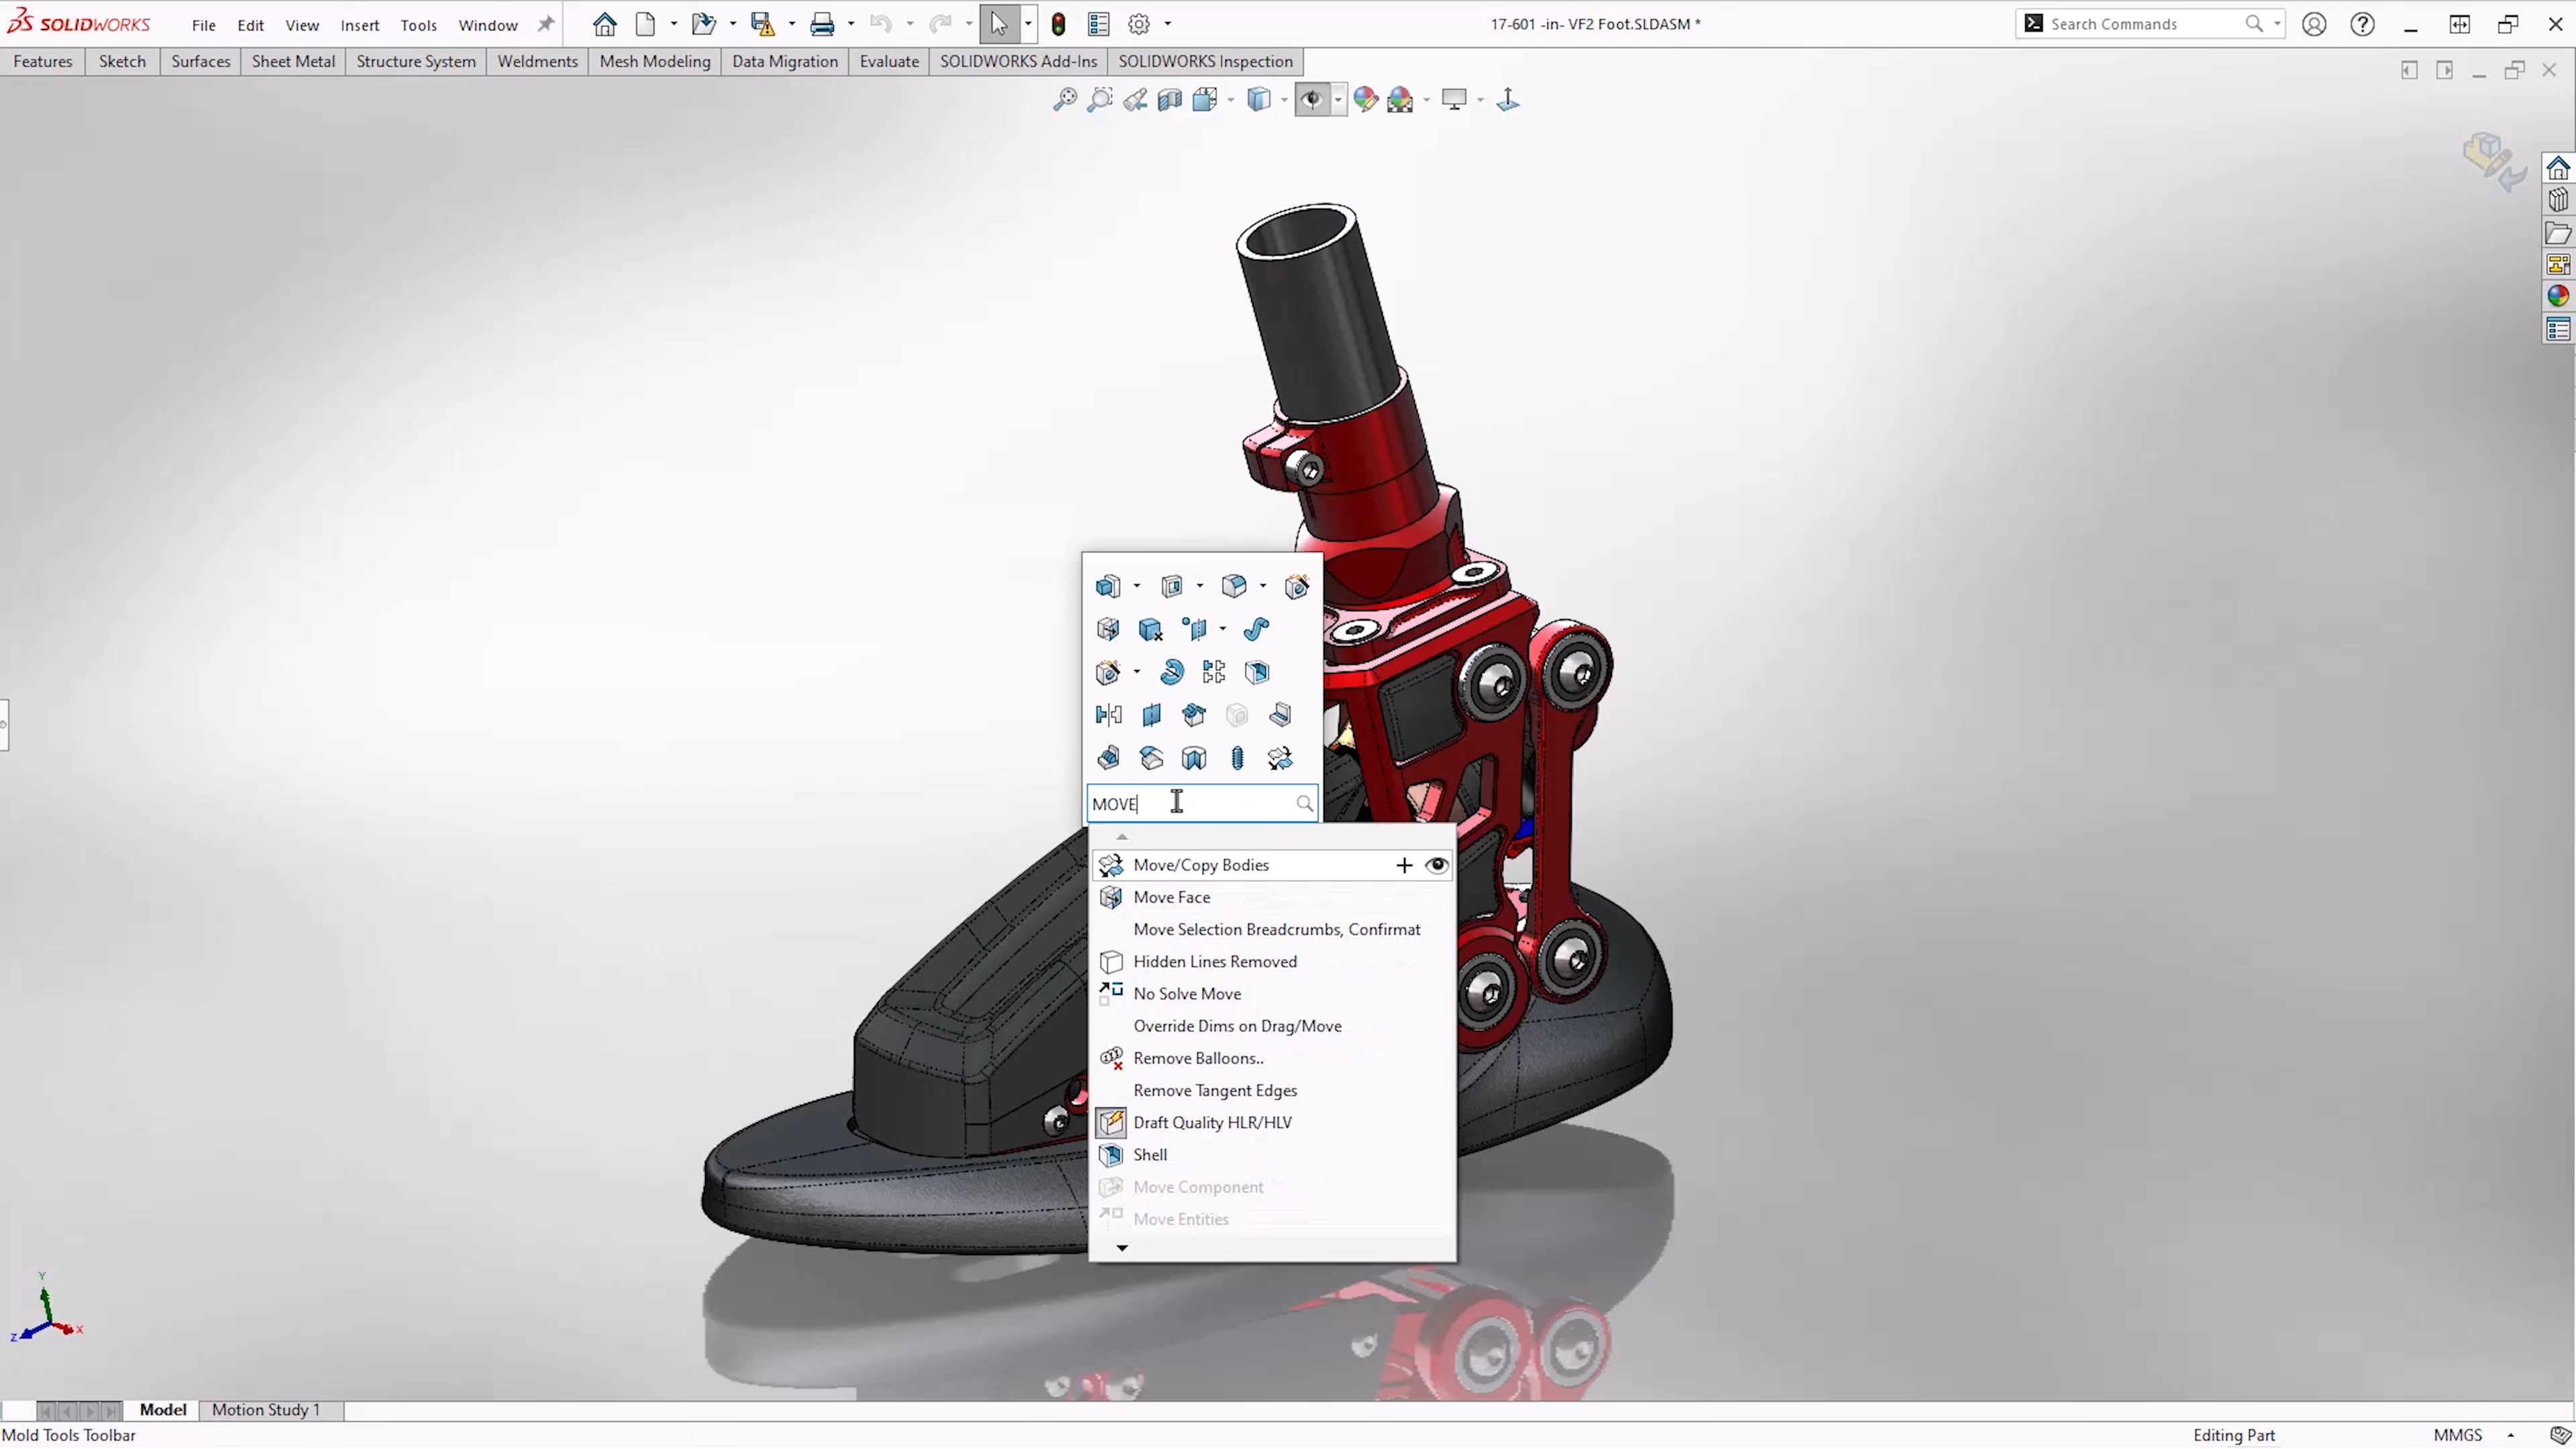 SOLIDWORKS File Edit View Insert Tools Window 17-601 -in- VF2 Foot.SLDASM * Search Commands
Features Sketch Surfaces Sheet Metal Structure System Weldments Mesh Modeling Data Migration Evaluate SOLIDWORKS Add-Ins SOLIDWORKS Inspection
MOVE
Move/Copy Bodies
Move Face
Move Selection Breadcrumbs, Confirmat
Hidden Lines Removed
No Solve Move
Override Dims on Drag/Move
Remove Balloons..
Remove Tangent Edges
Draft Quality HLR/HLV
Shell
Move Component
Move Entities
Y
Z X
Model Motion Study 1
Mold Tools Toolbar Editing Part MMGS